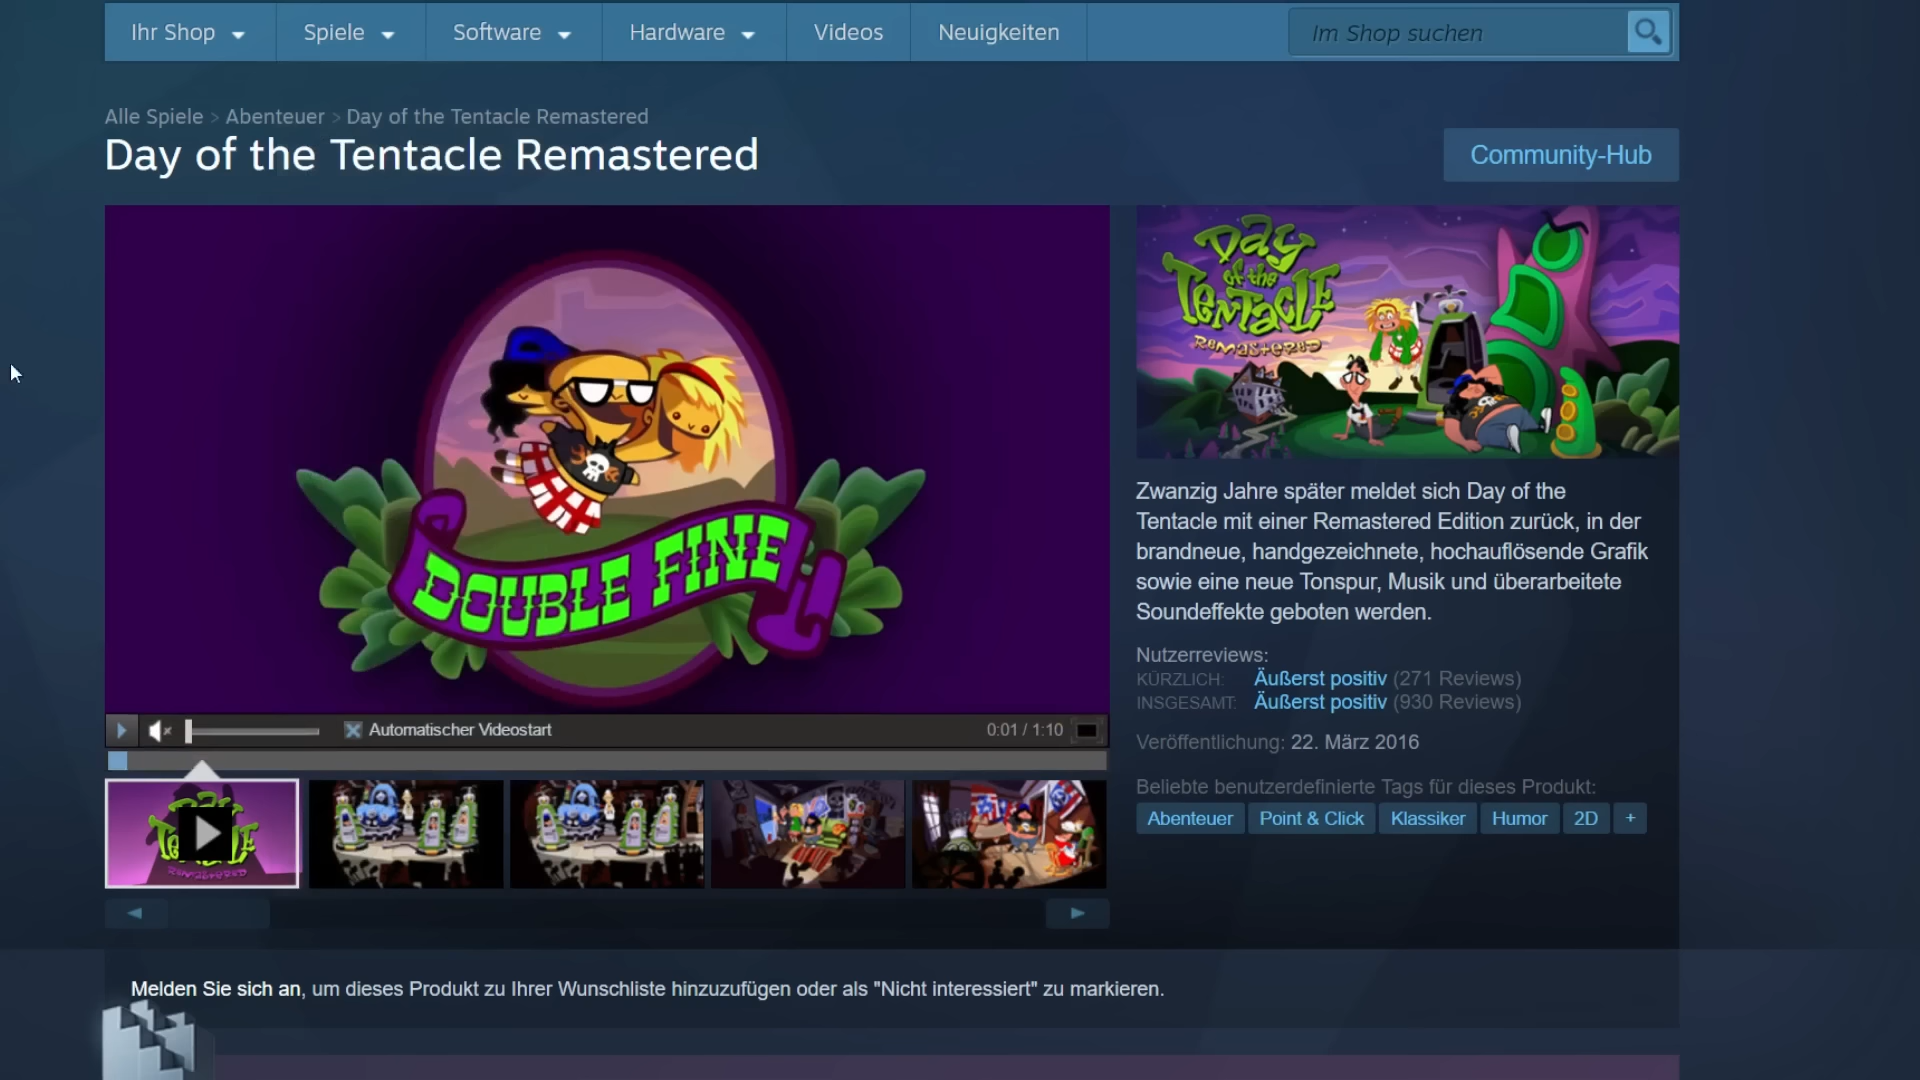 Ihr Shop
Spiele
Software
Hardware
Videos
Neuigkeiten
Im Shop suchen
Alle Spiele > Abenteuer > Day of the Tentacle Remastered
Day of the Tentacle Remastered
Community-Hub
DOUBLE FINE
Day
of the
TENTACLE
REMASTERED
Zwanzig Jahre später meldet sich Day of the
Tentacle mit einer Remastered Edition zurück, in der
brandneue, handgezeichnete, hochauflösende Grafik
sowie eine neue Tonspur, Musik und überarbeitete
Soundeffekte geboten werden.
Nutzerreviews:
KÜRZLICH: Äußerst positiv (271 Reviews)
INSGESAMT: Äußerst positiv (930 Reviews)
Veröffentlichung: 22. März 2016
Beliebte benutzerdefinierte Tags für dieses Produkt:
Abenteuer
Point & Click
Klassiker
Humor
2D
+
Automatischer Videostart
0:01 / 1:10
REMASTERED
Melden Sie sich an, um dieses Produkt zu Ihrer Wunschliste hinzuzufügen oder als "Nicht interessiert" zu markieren.